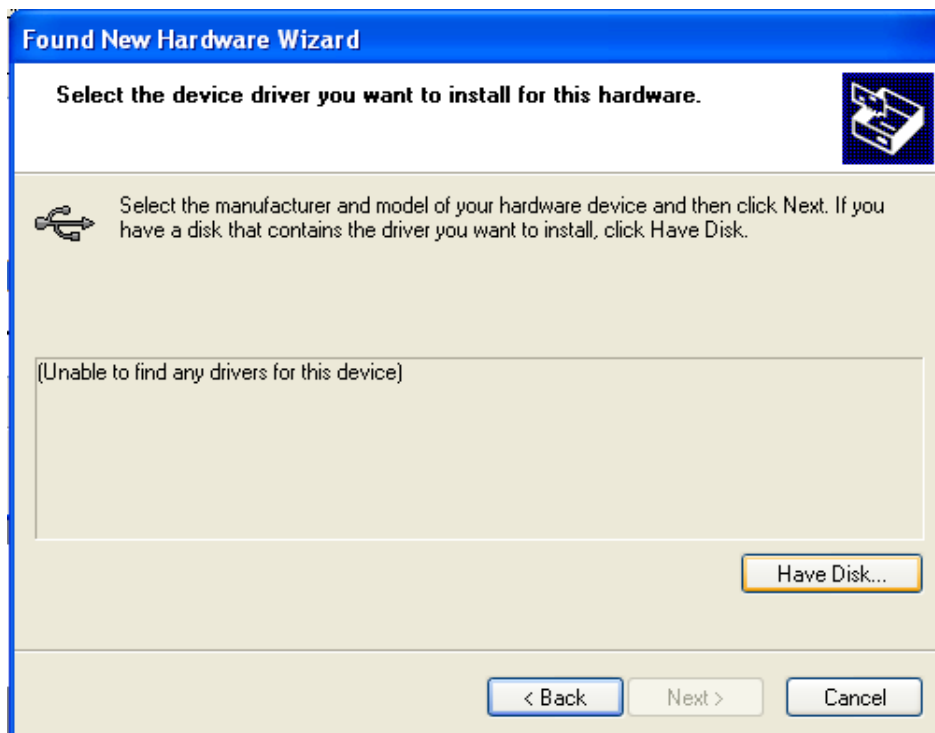 Found New Hardware Wizard
Select the device driver you want to install for this hardware.
Select the manufacturer and model of your hardware device and then click Next. If you
have a disk that contains the driver you want to install, click Have Disk.
(Unable to find any drivers for this device)
Have Disk...
< Back
Next >
Cancel